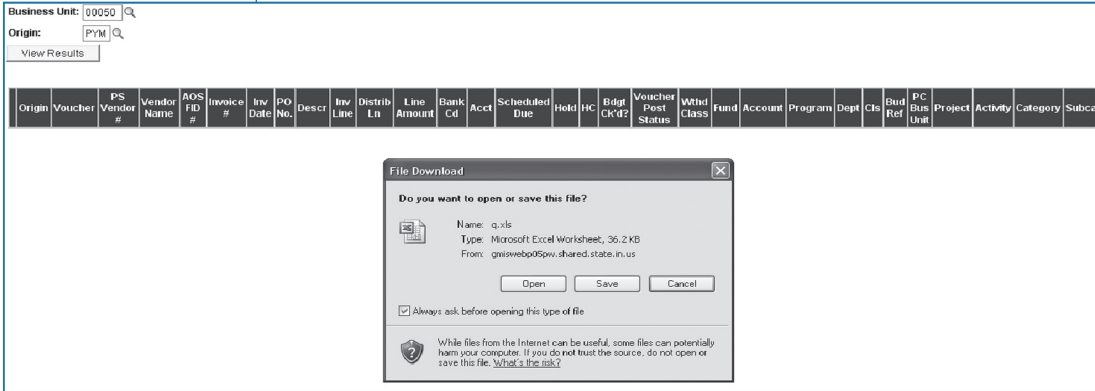 Business Unit: 00050
Origin: PYM
View Results
Origin Voucher PS Vendor # Vendor Name AOS FID # Invoice # Inv Date PO No. Descr Inv Line Distrib Ln Line Amount Bank Cd Acct Scheduled Due Hold HC Bdgt Ck'd? Voucher Post Status Wthd Class Fund Account Program Dept Cls Bud Ref PC Bus Unit Project Activity Category Subca
File Download
Do you want to open or save this file?
Name: q.xls
Type: Microsoft Excel Worksheet, 36.2 KB
From: gmiswebp05pw.shared.state.in.us
Open Save Cancel
Always ask before opening this type of file
While files from the Internet can be useful, some files can potentially
harm your computer. If you do not trust the source, do not open or
save this file. What's the risk?